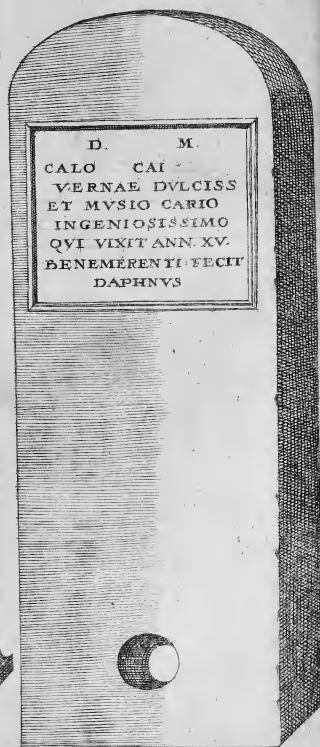 D. M.
CALO CAI
VERNAE DVLCISS
ET MVSIO CARIO
INGENIOSISSIMO
QVI VIXIT ANN. XV.
BENEMERENTI FECIT
DAPHNVS